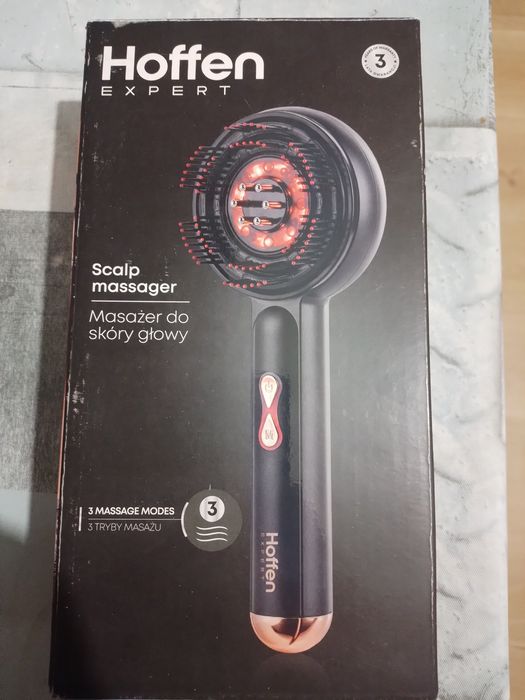 Hoffen
EXPERT
3
Scalp
massager
Masażer do
skóry głowy
3 MASSAGE MODES
3 TRYBY MASAŻU
3
Hoffen
EXPERT